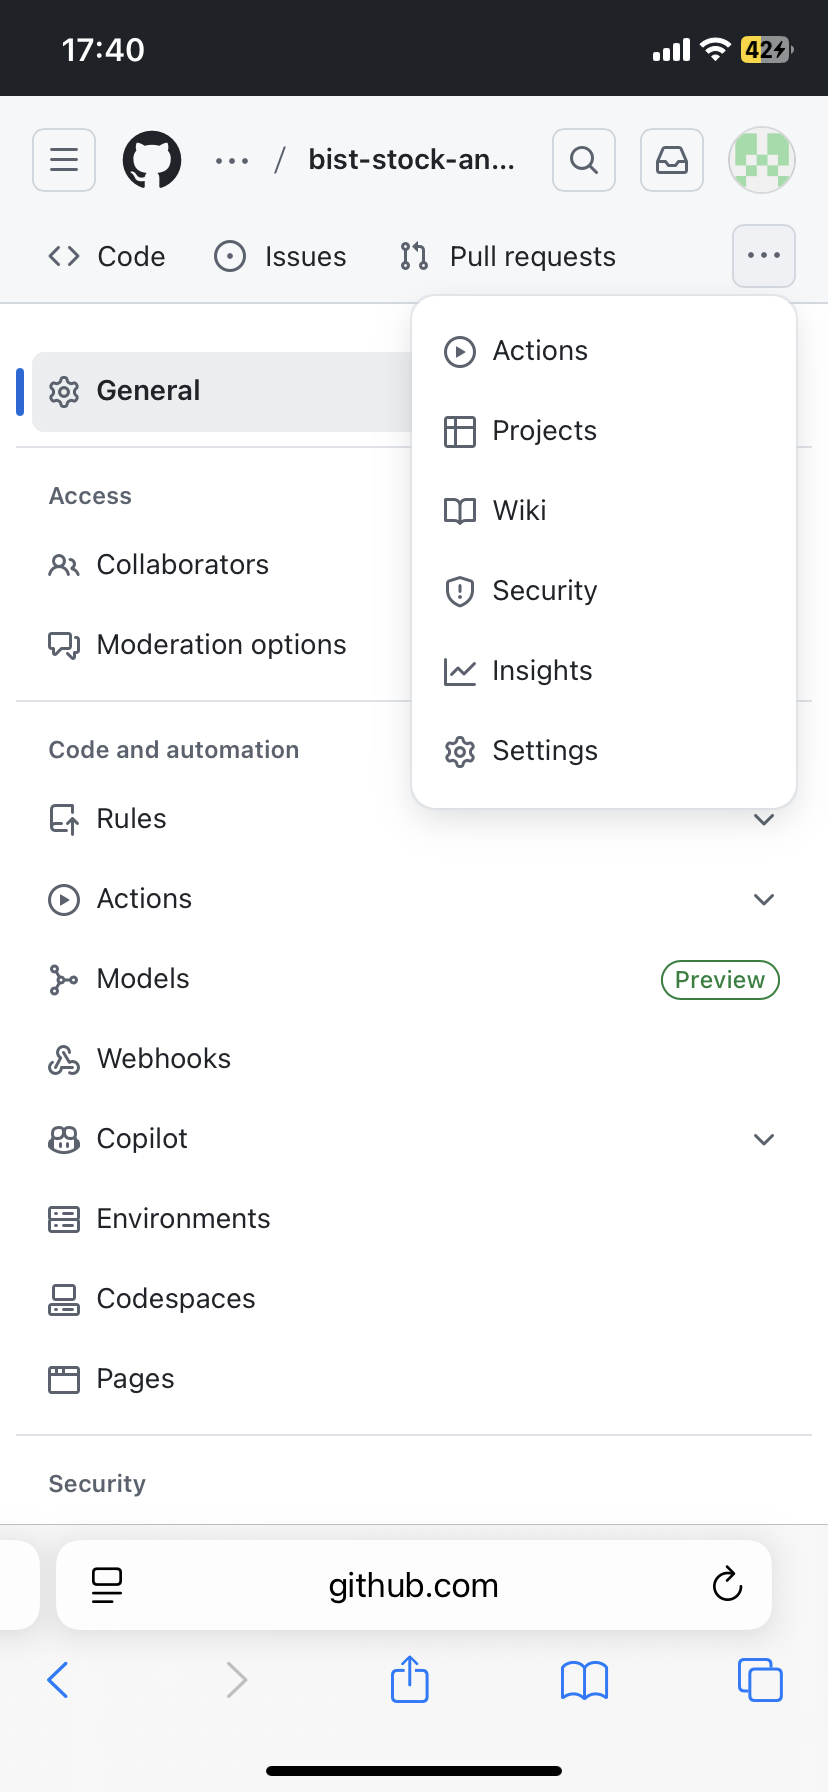 17:40
42
... / bist-stock-an...
Code Issues Pull requests ...
Actions
Projects
Wiki
Security
Insights
Settings
General
Access
Collaborators
Moderation options
Code and automation
Rules
Actions
Models Preview
Webhooks
Copilot
Environments
Codespaces
Pages
Security
github.com